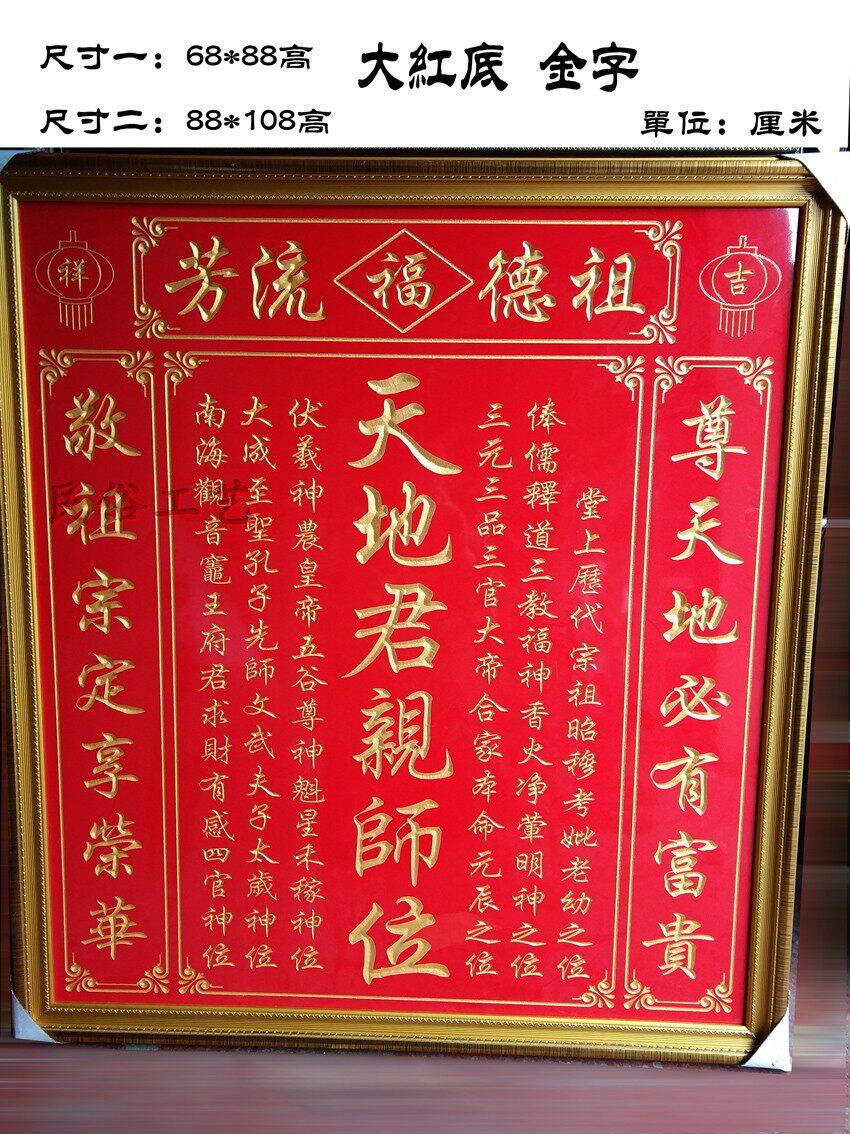 尺寸一：68*88高
尺寸二：88*108高
大紅底 金字
單位：厘米
吉
祖德福流芳
祥
尊天地必有富貴
堂上歷代宗祖昭穆考妣老幼之位
俸儒釋道三教福神香火净葷明神之位
三元三品三官大帝合家本命元辰之位
天地君親師位
伏羲神農皇帝五谷尊神魁星禾稼神位
大成至聖孔子先師文武夫子太歲神位
南海觀音竈王府君求財有感四官神位
敬祖宗定享榮華
民俗工艺